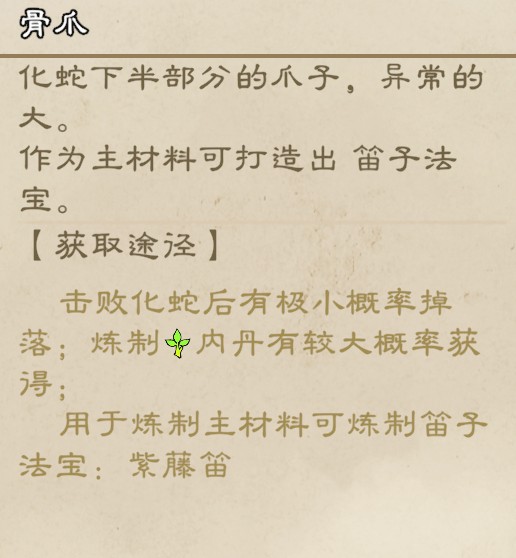 骨爪
化蛇下半部分的爪子，异常的
大。
作为主材料可打造出 笛子法
宝。
【获取途径】
击败化蛇后有极小概率掉
落；炼制内丹有较大概率获
得；
用于炼制主材料可炼制笛子
法宝：紫藤笛